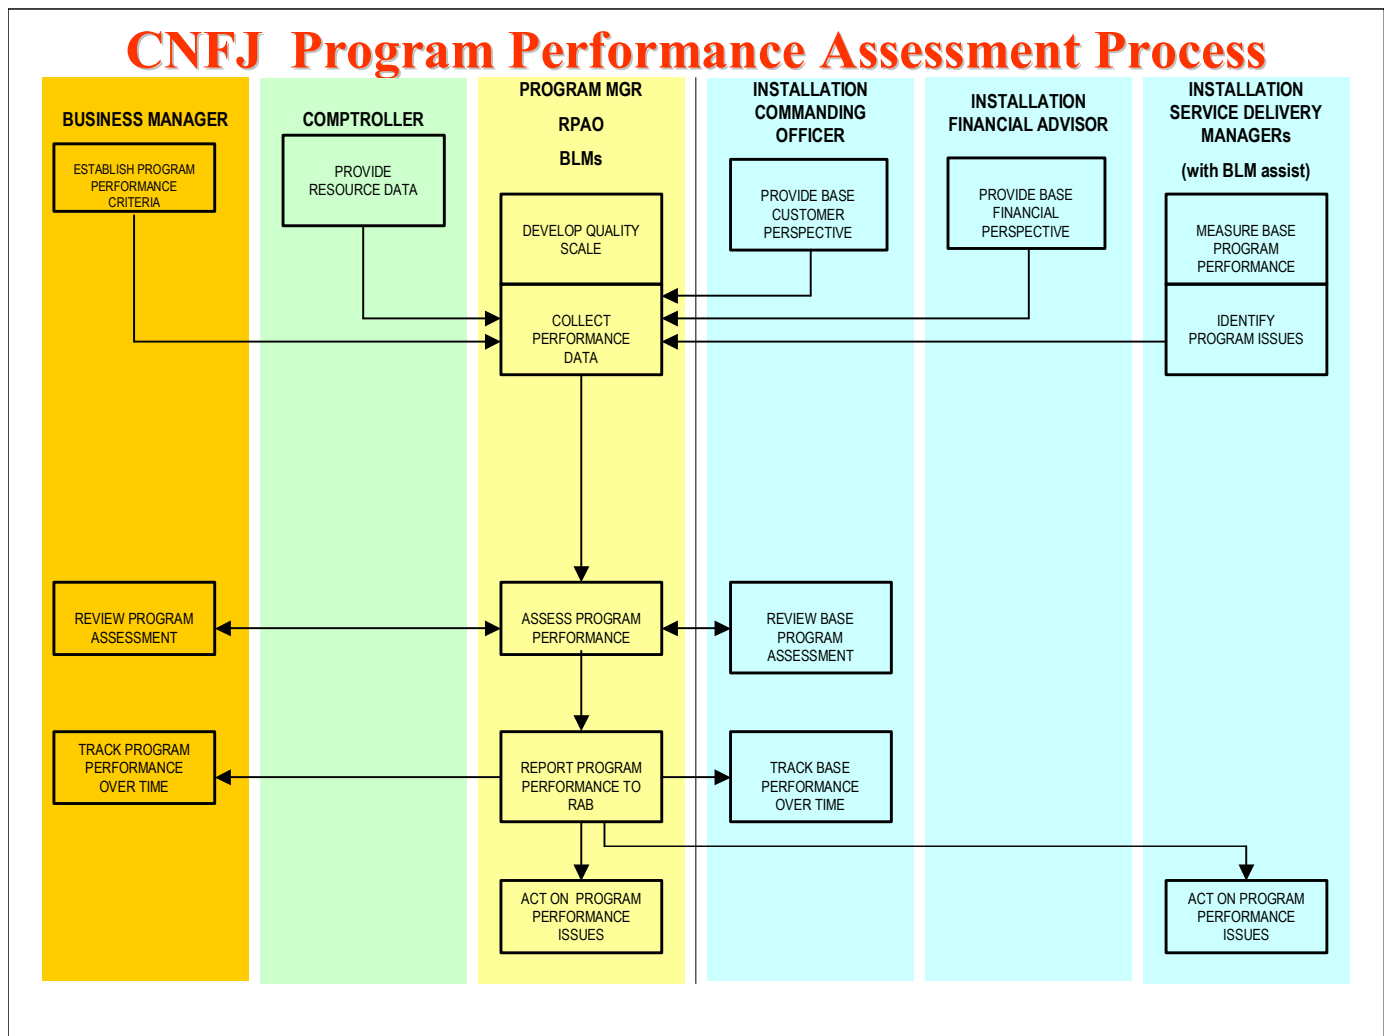 CNFJ Program Performance Assessment Process
BUSINESS MANAGER
ESTABLISH PROGRAM
PERFORMANCE
CRITERIA
REVIEW PROGRAM
ASSESSMENT
TRACK PROGRAM
PERFORMANCE
OVER TIME
COMPTROLLER
PROVIDE
RESOURCE DATA
PROGRAM MGR
RPAO
BLMs
DEVELOP QUALITY
SCALE
COLLECT
PERFORMANCE
DATA
ASSESS PROGRAM
PERFORMANCE
REPORT PROGRAM
PERFORMANCE TO
RAB
ACT ON PROGRAM
PERFORMANCE
ISSUES
INSTALLATION
COMMANDING
OFFICER
PROVIDE BASE
CUSTOMER
PERSPECTIVE
REVIEW BASE
PROGRAM
ASSESSMENT
TRACK BASE
PERFORMANCE
OVER TIME
INSTALLATION
FINANCIAL ADVISOR
PROVIDE BASE
FINANCIAL
PERSPECTIVE
INSTALLATION
SERVICE DELIVERY
MANAGERs
(with BLM assist)
MEASURE BASE
PROGRAM
PERFORMANCE
IDENTIFY
PROGRAM ISSUES
ACT ON PROGRAM
PERFORMANCE
ISSUES